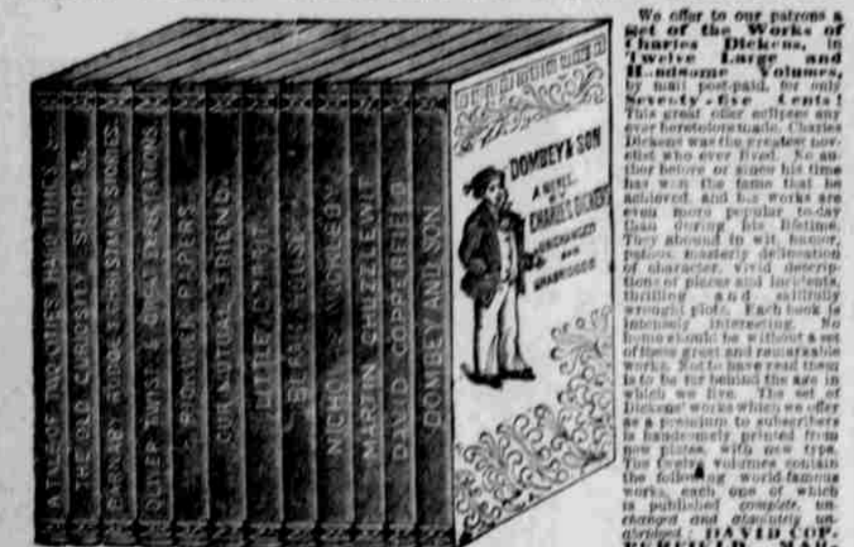 A TALE OF TWO CITIES, HARD TIMES &
THE OLD CURIOSITY SHOP &
BARNABY RUDGE & CHRISTMAS STORIES.
OLIVER TWIST & GREAT EXPECTATIONS.
PICKWICK PAPERS
OUR MUTUAL FRIEND.
LITTLE DORRIT
BLEAK HOUSE
NICHOLAS NICKLEBY
MARTIN CHUZZLEWIT
DAVID COPPERFIELD
DOMBEY AND SON
DOMBEY & SON
A NOVEL
BY
CHARLES DICKENS
UNCHANGED
AND
UNABRIDGED
We offer to our patrons a
Set of the Works of
Charles Dickens, in
Twelve Large and
Handsome Volumes,
by mail post-paid, for only
Seventy-five Cents!
This great offer eclipses any
ever heretofore made. Charles
Dickens was the greatest nov-
elist who ever lived. No au-
thor before or since his time
has won the fame that he
achieved, and his works are
even more popular to-day
than during his lifetime.
They abound in wit, humor,
pathos, masterly delineation
of character, vivid descrip-
tions of places and incidents,
thrilling and skillfully
wrought plots. Each book is
intensely interesting. No
home should be without a set
of these great and remarkable
works. Not to have read them
is to be far behind the age in
which we live. The set of
Dickens' works which we offer
as a premium to subscribers
is handsomely printed from
new plates, with new type.
The twelve volumes contain
the following world-famous
works, each one of which
is published complete, un-
changed and absolutely un-
abridged: DAVID COP-
PERFIELD, MAR-